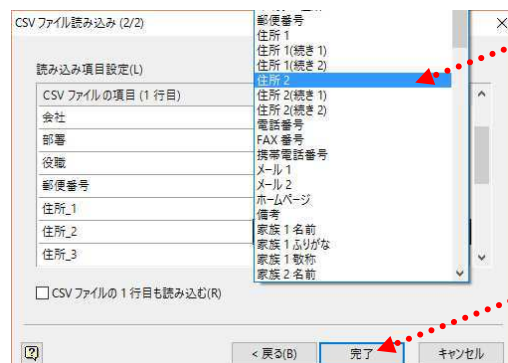 CSV ファイル読み込み (2/2)
読み込み項目設定(L)
CSV ファイルの項目 (1 行目)
会社
部署
役職
郵便番号
住所_1
住所_2
住所_3
郵便番号
住所 1
住所 1(続き 1)
住所 1(続き 2)
住所 2
住所 2(続き 1)
住所 2(続き 2)
電話番号
FAX 番号
携帯電話番号
メール 1
メール 2
ホームページ
備考
家族 1 名前
家族 1 ふりがな
家族 1 敬称
家族 2 名前
CSV ファイルの 1 行目も読み込む(R)
< 戻る(B)
完了
キャンセル